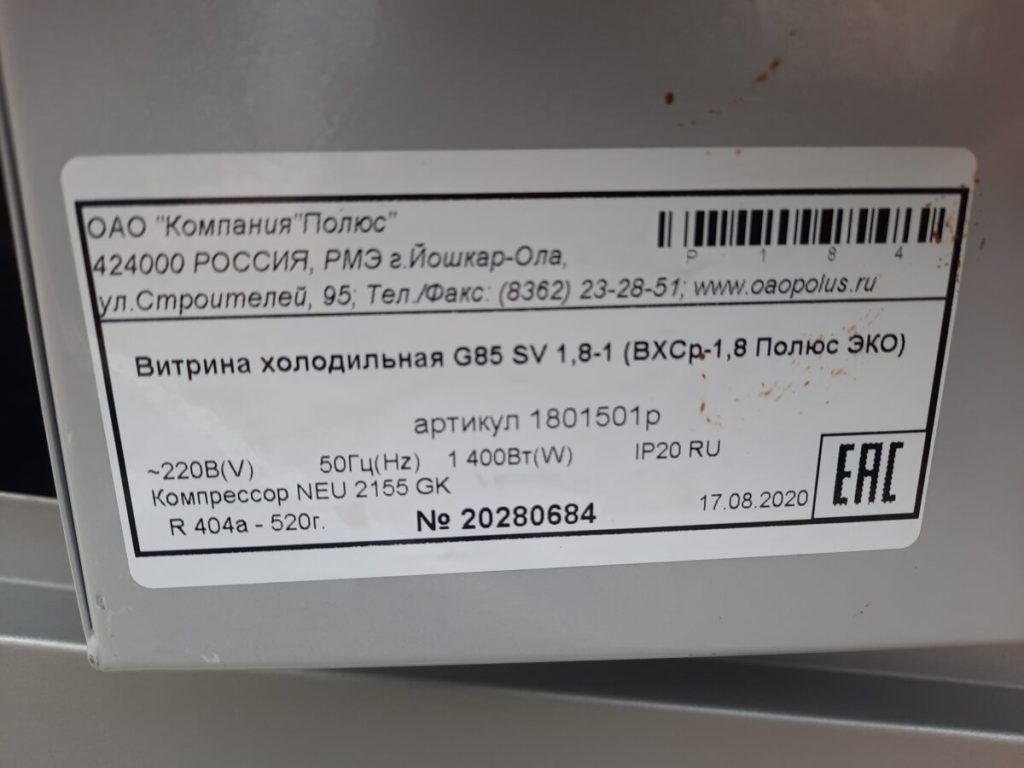 ОАО "Компания"Полюс"
424000 РОССИЯ, РМЭ г.Йошкар-Ола,
ул.Строителей, 95; Тел./Факс: (8362) 23-28-51; www.oaopolus.ru
P 1 8 4
Витрина холодильная G85 SV 1,8-1 (ВХСр-1,8 Полюс ЭКО)
артикул 1801501р
~220В(V) 50Гц(Hz) 1 400Вт(W) IP20 RU
Компрессор NEU 2155 GK
R 404a - 520г. № 20280684 17.08.2020
EAC